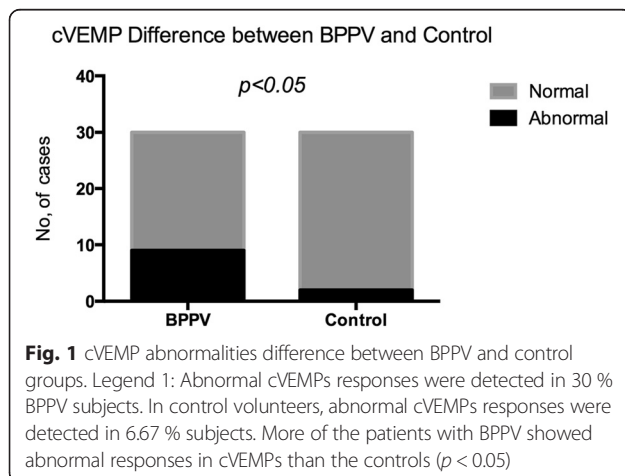 cVEMP Difference between BPPV and Control
p<0.05
Normal
Abnormal
No, of cases
40
30
20
10
0
BPPV
Control
Fig. 1 cVEMP abnormalities difference between BPPV and control
groups. Legend 1: Abnormal cVEMPs responses were detected in 30 %
BPPV subjects. In control volunteers, abnormal cVEMPs responses were
detected in 6.67 % subjects. More of the patients with BPPV showed
abnormal responses in cVEMPs than the controls (p < 0.05)